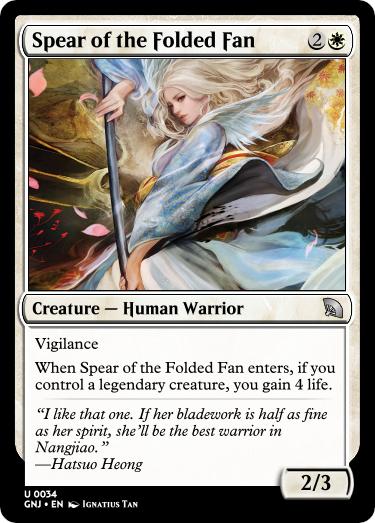 Spear of the Folded Fan 2
Creature — Human Warrior
Vigilance
When Spear of the Folded Fan enters, if you
control a legendary creature, you gain 4 life.
“I like that one. If her bladework is half as fine
as her spirit, she’ll be the best warrior in
Nangjiao.”
—Hatsuo Heong
2/3
U 0034
GNJ • EN Ignatius Tan